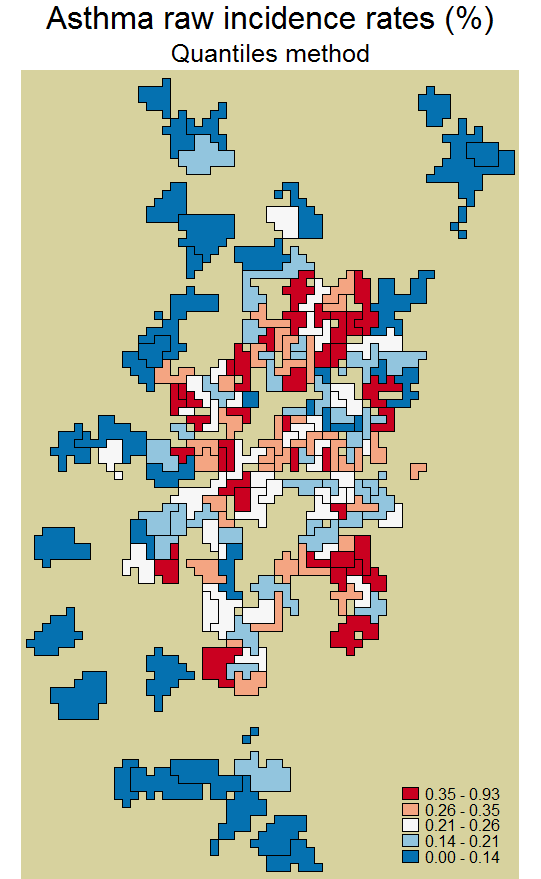 Asthma raw incidence rates (%)
Quantiles method
0.35 - 0.93
0.26 - 0.35
0.21 - 0.26
0.14 - 0.21
0.00 - 0.14